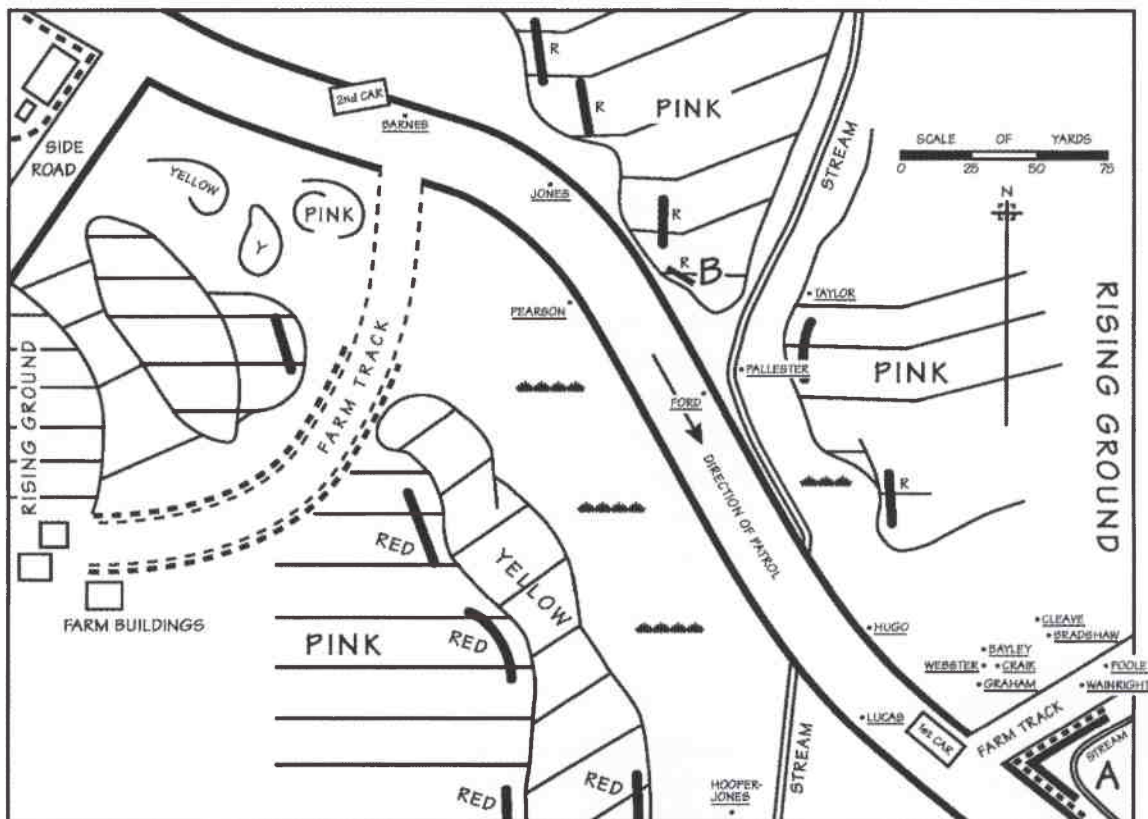 2nd CAR
BARNES
R
R
PINK
SIDE
ROAD
YELLOW
PINK
Y
JONES
R
R
B
STREAM
SCALE OF YARDS
0 25 50 75
N
PEARSON
TAYLOR
PALLESTER
PINK
FORD
RISING GROUND
FARM TRACK
RISING GROUND
DIRECTION OF PATROL
R
RED
YELLOW
FARM BUILDINGS
PINK
RED
HUGO
CLEAVE
BRADSHAW
BAYLEY
WEBSTER
CRAIK
POOLE
GRAHAM
WAINRIGHT
LUCAS
1st CAR
FARM TRACK
STREAM
A
STREAM
RED
RED
HOOPER-
JONES